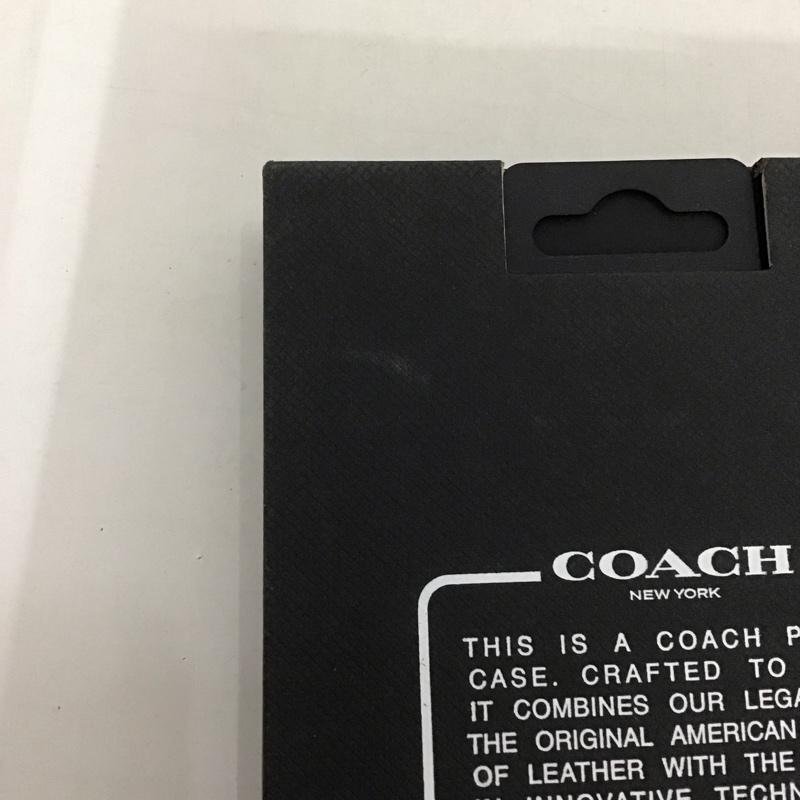 COACH
NEW YORK
THIS IS A COACH
CASE. CRAFTED TO
IT COMBINES OUR
THE ORIGINAL AMERICAN
OF LEATHER WITH THE